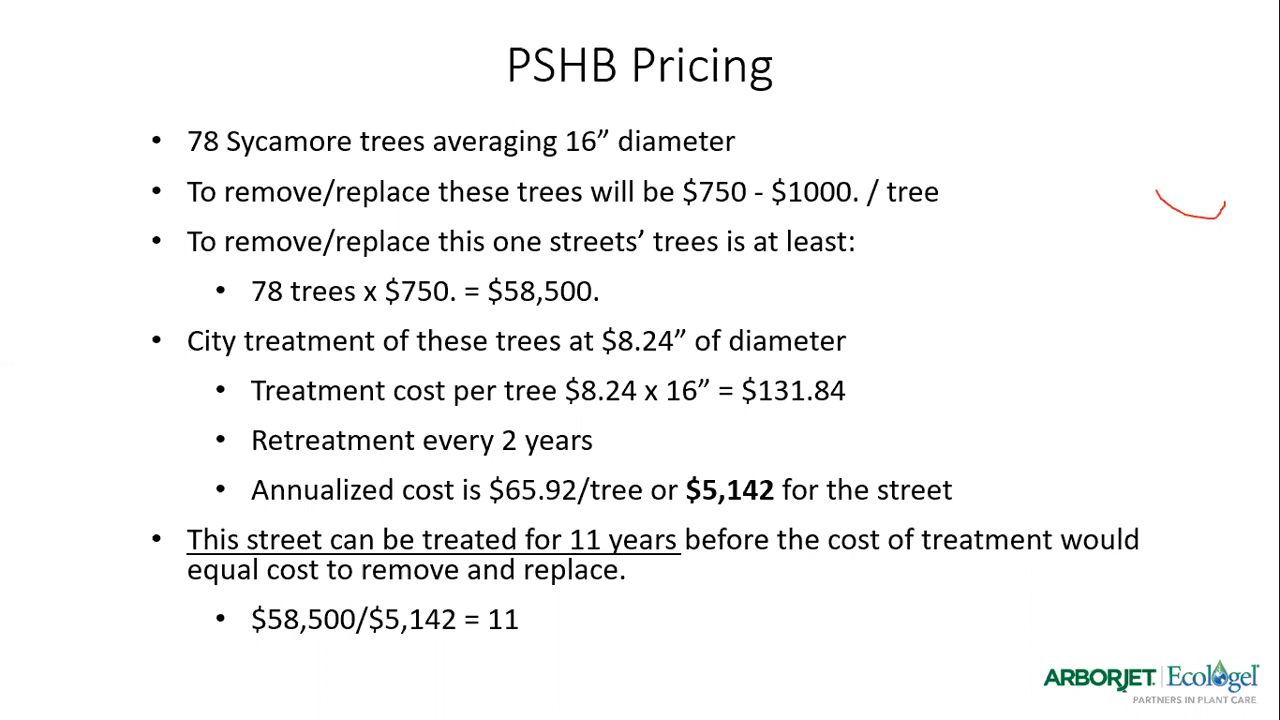 PSHB Pricing
• 78 Sycamore trees averaging 16” diameter
• To remove/replace these trees will be $750 - $1000. / tree
• To remove/replace this one streets’ trees is at least:
• 78 trees x $750. = $58,500.
• City treatment of these trees at $8.24” of diameter
• Treatment cost per tree $8.24 x 16” = $131.84
• Retreatment every 2 years
• Annualized cost is $65.92/tree or $5,142 for the street
• This street can be treated for 11 years before the cost of treatment would
equal cost to remove and replace.
• $58,500/$5,142 = 11
ARBORJET | Ecologel
PARTNERS IN PLANT CARE